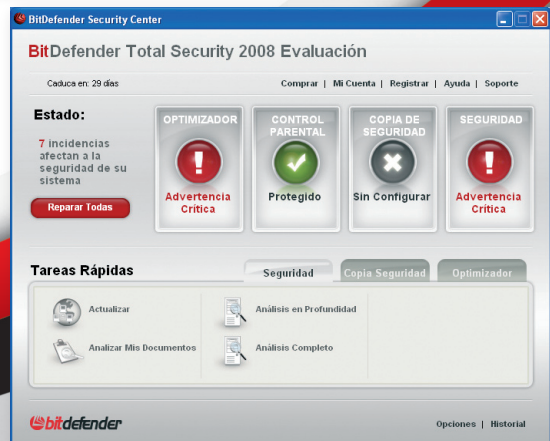 BitDefender Security Center
BitDefender Total Security 2008 Evaluación
Caduca en: 29 días
Comprar | Mi Cuenta | Registrar | Ayuda | Soporte
Estado:
7 incidencias
afectan a la
seguridad de su
sistema
Reparar Todas
OPTIMIZADOR
Advertencia
Crítica
CONTROL
PARENTAL
Protegido
COPIA DE
SEGURIDAD
Sin Configurar
SEGURIDAD
Advertencia
Crítica
Tareas Rápidas
Seguridad
Copia Seguridad
Optimizador
Actualizar
Análisis en Profundidad
Analizar Mis Documentos
Análisis Completo
bitdefender
Opciones | Historial